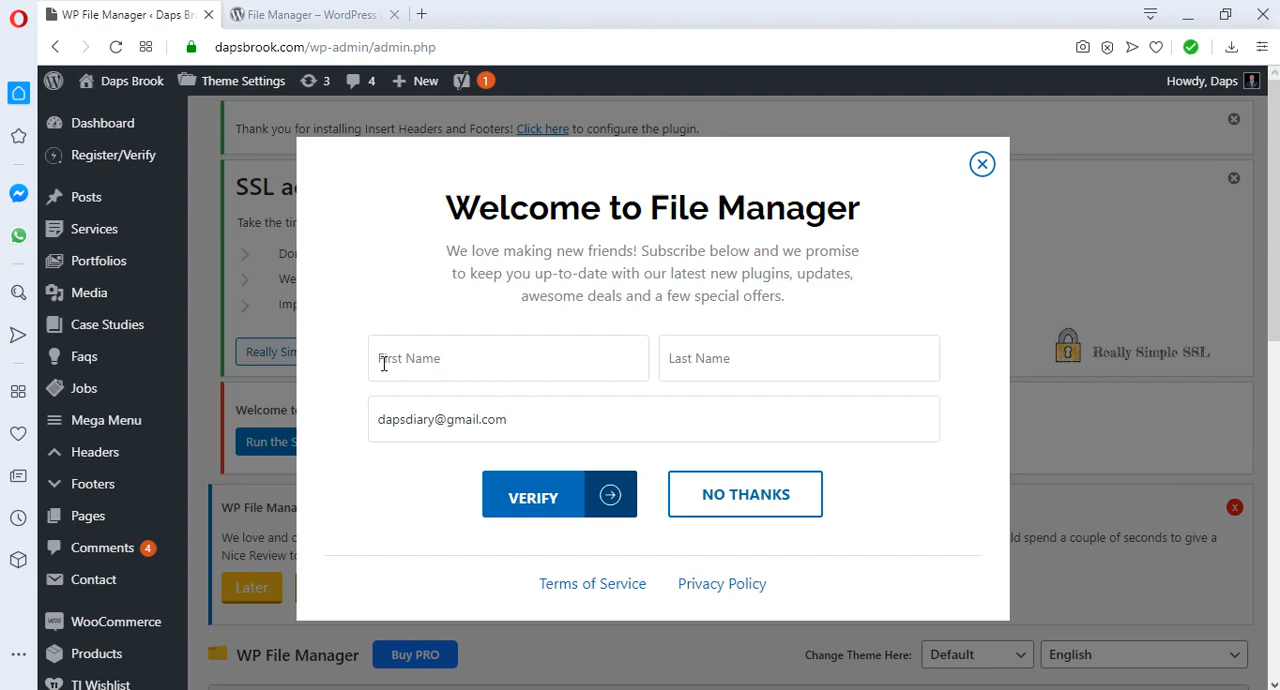 WP File Manager ‹ Daps Br
File Manager – WordPress
dapsbrook.com/wp-admin/admin.php
Daps Brook
Theme Settings
3
4
New
1
Howdy, Daps
Dashboard
Register/Verify
Posts
Services
Portfolios
Media
Case Studies
Faqs
Jobs
Mega Menu
Headers
Footers
Pages
Comments 4
Contact
WooCommerce
Products
TI Wishlist
Thank you for installing Insert Headers and Footers! Click here to configure the plugin.
SSL
Take the
Really
Really Simple SSL
Welcome
Run the
WP File
We love and
Nice Review
ld spend a couple of seconds to give a
X
Later
Welcome to File Manager
We love making new friends! Subscribe below and we promise
to keep you up-to-date with our latest new plugins, updates,
awesome deals and a few special offers.
First Name
Last Name
dapsdiary@gmail.com
VERIFY
NO THANKS
Terms of Service
Privacy Policy
WP File Manager
Buy PRO
Change Theme Here:
Default
English